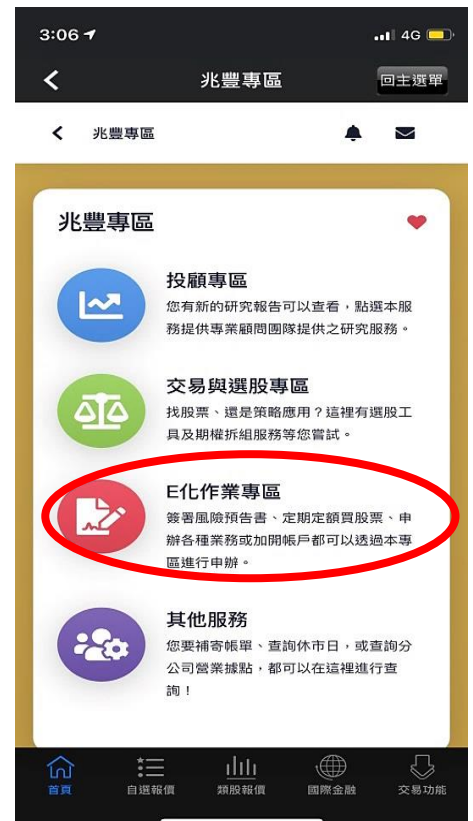 3:06
4G
兆豐專區
回主選單
兆豐專區
兆豐專區
投顧專區
您有新的研究報告可以查看，點選本服
務提供專業顧問團隊提供之研究服務。
交易與選股專區
找股票、還是策略應用？這裡有選股工
具及期權拆組服務等您嘗試。
E化作業專區
簽署風險預告書、定期定額買股票、申
辦各種業務或加開帳戶都可以透過本專
區進行申辦。
其他服務
您要補寄帳單、查詢休市日，或查詢分
公司營業據點，都可以在這裡進行查
詢！
首頁
自選報價
類股報價
國際金融
交易功能